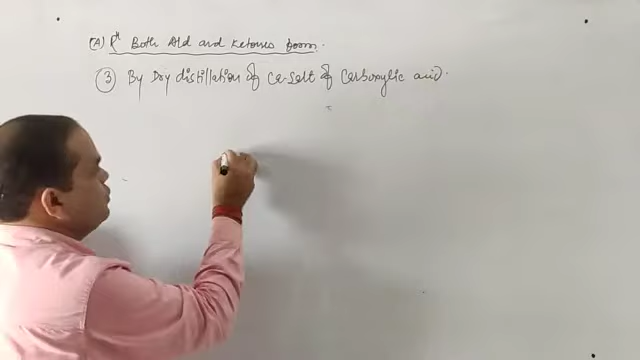 (A) Rⁿ Both Ald and Ketones form.
(3) By Dry distillation of Ca-Salt of Carboxylic acid.